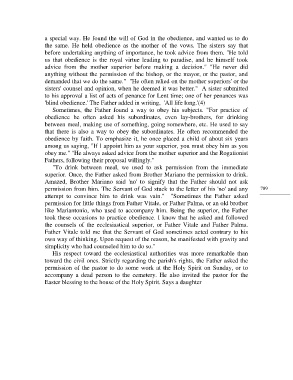 a special way. He found the will of God in the obedience, and wanted us to do
the same. He held obedience as the mother of the vows. The sisters say that
before undertaking anything of importance, he took advice from them. "He told
us that obedience is the royal virtue leading to paradise, and he himself took
advice from the mother superior before making a decision." "He never did
anything without the permission of the bishop, or the mayor, or the pastor, and
demanded that we do the same." "He often relied on the mother superiors' or the
sisters' counsel and opinion, when he deemed it was better." A sister submitted
to his approval a list of acts of penance for Lent time; one of her penances was
'blind obedience.' The Father added in writing, 'All life long.'(4)
Sometimes, the Father found a way to obey his subjects. "For practice of
obedience he often asked his subordinates, even lay-brothers, for drinking
between meal, making use of something, going somewhere, etc. He used to say
that there is also a way to obey the subordinates. He often recommended the
obedience by faith. To emphasize it, he once placed a child of about six years
among us saying, "If I appoint him as your superior, you must obey him as you
obey me." "He always asked advice from the mother superior and the Rogationist
Fathers, following their proposal willingly."
"To drink between meal, we used to ask permission from the immediate
superior. Once, the Father asked from Brother Mariano the permission to drink.
Amazed, Brother Mariano said 'no' to signify that the Father should not ask
permission from him. The Servant of God stuck to the letter of his 'no' and any
attempt to convince him to drink was vain." "Sometimes the Father asked
permission for little things from Father Vitale, or Father Palma, or an old brother
like Mariantonio, who used to accompany him. Being the superior, the Father
took these occasions to practice obedience. I know that he asked and followed
the counsels of the ecclesiastical superior, or Father Vitale and Father Palma.
Father Vitale told me that the Servant of God sometimes acted contrary to his
own way of thinking. Upon request of the reason, he manifested with gravity and
simplicity who had counseled him to do so."
His respect toward the ecclesiastical authorities was more remarkable than
toward the civil ones. Strictly regarding the parish's rights, the Father asked the
permission of the pastor to do some work at the Holy Spirit on Sunday, or to
accompany a dead person to the cemetery. He also invited the pastor for the
Easter blessing to the house of the Holy Spirit. Says a daughter